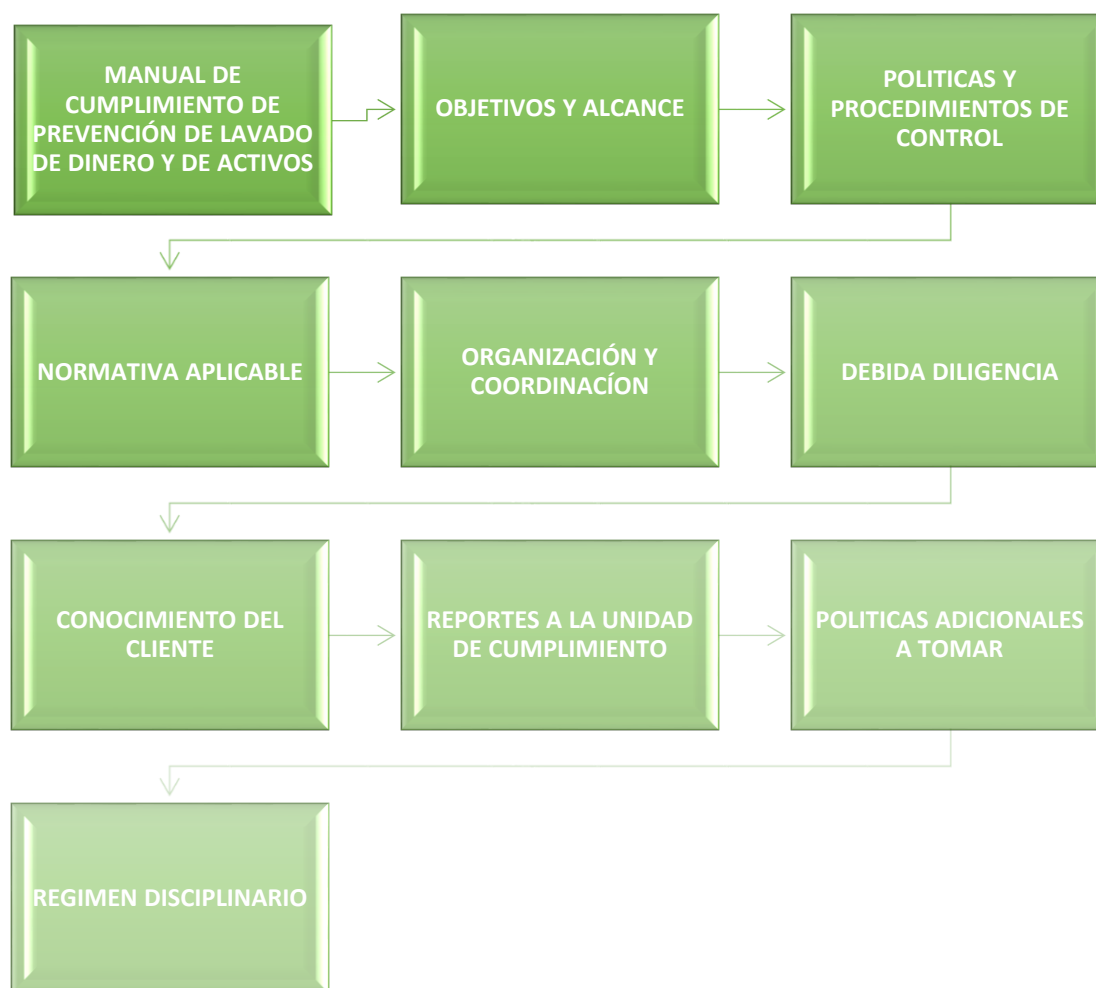 MANUAL DE
CUMPLIMIENTO DE
PREVENCIÓN DE LAVADO
DE DINERO Y DE ACTIVOS
OBJETIVOS Y ALCANCE
POLITICAS Y
PROCEDIMIENTOS DE
CONTROL
NORMATIVA APLICABLE
ORGANIZACIÓN Y
COORDINACÍON
DEBIDA DILIGENCIA
CONOCIMIENTO DEL
CLIENTE
REPORTES A LA UNIDAD
DE CUMPLIMIENTO
POLITICAS ADICIONALES
A TOMAR
REGIMEN DISCIPLINARIO